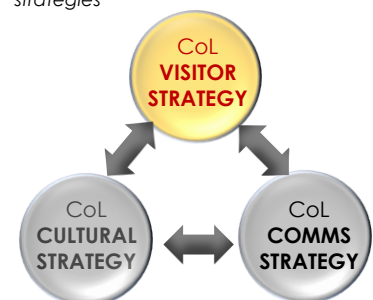 strategies
CoL
VISITOR
STRATEGY
CoL
CULTURAL
STRATEGY
CoL
COMMS
STRATEGY